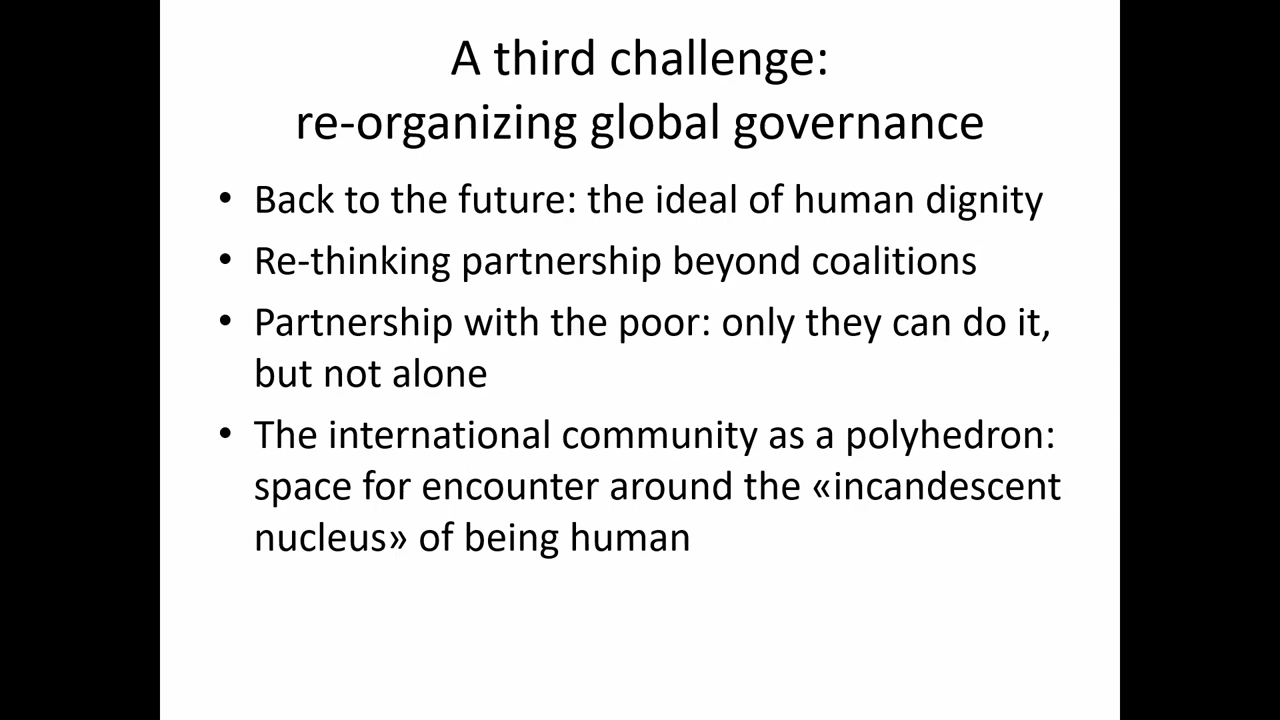 A third challenge:
re-organizing global governance
• Back to the future: the ideal of human dignity
• Re-thinking partnership beyond coalitions
• Partnership with the poor: only they can do it,
but not alone
• The international community as a polyhedron:
space for encounter around the «incandescent
nucleus» of being human